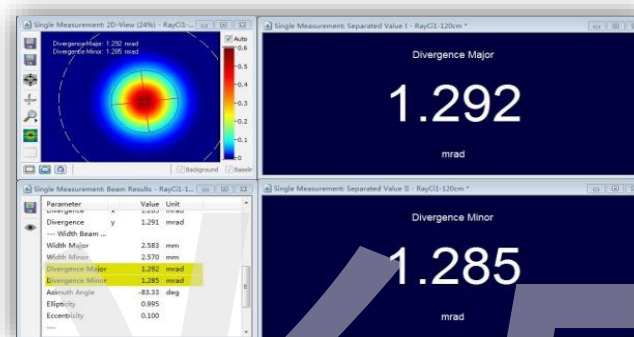 Single Measurement: 2D-View (24%) - RayCi1-...
Divergence Major: 1.292 mrad
Divergence Minor: 1.285 mrad
Auto
0.6
0.5
0.4
0.3
0.2
0.1
0
Background
Single Measurement: Separated Value I - RayCi1-120cm *
Divergence Major
1.292
mrad
Single Measurement: Beam Results - RayCi1-1...
Parameter Value Unit
Divergence x mrad
Divergence y 1.291 mrad
--- Width Beam ...
Width Major 2.583 mm
Width Minor 2.570 mm
Divergence Major 1.292 mrad
Divergence Minor 1.285 mrad
Azimuth Angle -83.33 deg
Ellipticity 0.995
Eccentricity 0.100
---
Single Measurement: Separated Value II - RayCi1-120cm *
Divergence Minor
1.285
mrad